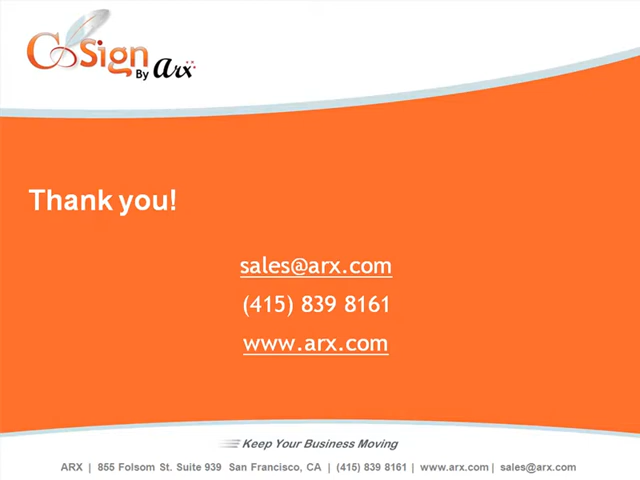 CoSign
By arx
Thank you!
sales@arx.com
(415) 839 8161
www.arx.com
Keep Your Business Moving
ARX | 855 Folsom St. Suite 939 San Francisco, CA | (415) 839 8161 | www.arx.com | sales@arx.com